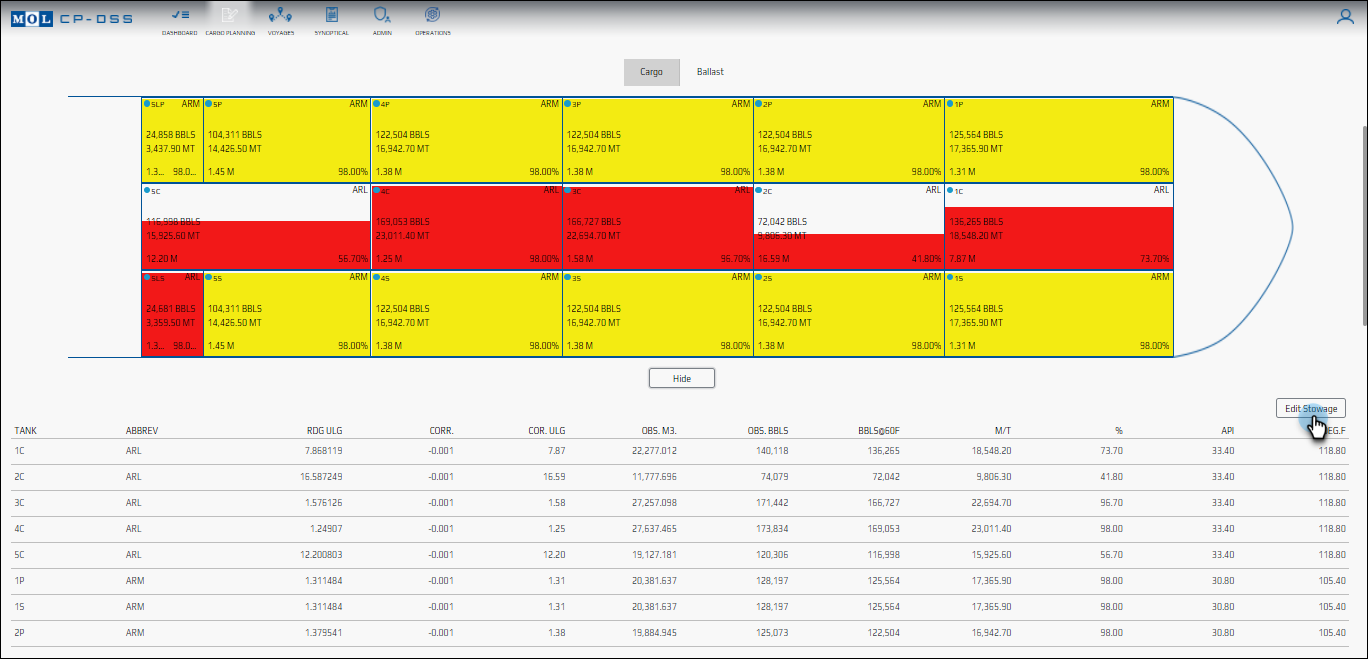 MOL CP-DSS
DASHBOARD CARGO PLANNING VOYAGES SYNOPTICAL ADMIN OPERATIONS
Cargo Ballast
SLP ARM 5P ARM 4P ARM 3P ARM 2P ARM 1P ARM
24,858 BBLS 104,311 BBLS 122,504 BBLS 122,504 BBLS 122,504 BBLS 125,564 BBLS
3,437.90 MT 14,426.50 MT 16,942.70 MT 16,942.70 MT 16,942.70 MT 17,365.90 MT
1.3... 98.0... 1.45 M 98.00% 1.38 M 98.00% 1.38 M 98.00% 1.38 M 98.00% 1.31 M 98.00%
5C ARL 4C ARL 3C ARL 2C ARL 1C ARL
116,998 BBLS 169,053 BBLS 166,727 BBLS 72,042 BBLS 136,265 BBLS
15,925.60 MT 23,011.40 MT 22,694.70 MT 9,806.30 MT 18,548.20 MT
12.20 M 56.70% 1.25 M 98.00% 1.58 M 96.70% 16.59 M 41.80% 7.87 M 73.70%
SLS ARL 5S ARM 4S ARM 3S ARM 2S ARM 1S ARM
24,681 BBLS 104,311 BBLS 122,504 BBLS 122,504 BBLS 122,504 BBLS 125,564 BBLS
3,359.50 MT 14,426.50 MT 16,942.70 MT 16,942.70 MT 16,942.70 MT 17,365.90 MT
1.3... 98.0... 1.45 M 98.00% 1.38 M 98.00% 1.38 M 98.00% 1.38 M 98.00% 1.31 M 98.00%
Hide
Edit Stowage
TANK ABBREV RDG ULG CORR. COR. ULG OBS. M3. OBS. BBLS BBLS@60F M/T % API EG.F
1C ARL 7.868119 -0.001 7.87 22,277.012 140,118 136,265 18,548.20 73.70 33.40 118.80
2C ARL 16.587249 -0.001 16.59 11,777.696 74,079 72,042 9,806.30 41.80 33.40 118.80
3C ARL 1.576126 -0.001 1.58 27,257.098 171,442 166,727 22,694.70 96.70 33.40 118.80
4C ARL 1.24907 -0.001 1.25 27,637.465 173,834 169,053 23,011.40 98.00 33.40 118.80
5C ARL 12.200803 -0.001 12.20 19,127.181 120,306 116,998 15,925.60 56.70 33.40 118.80
1P ARM 1.311484 -0.001 1.31 20,381.637 128,197 125,564 17,365.90 98.00 30.80 105.40
1S ARM 1.311484 -0.001 1.31 20,381.637 128,197 125,564 17,365.90 98.00 30.80 105.40
2P ARM 1.379541 -0.001 1.38 19,884.945 125,073 122,504 16,942.70 98.00 30.80 105.40